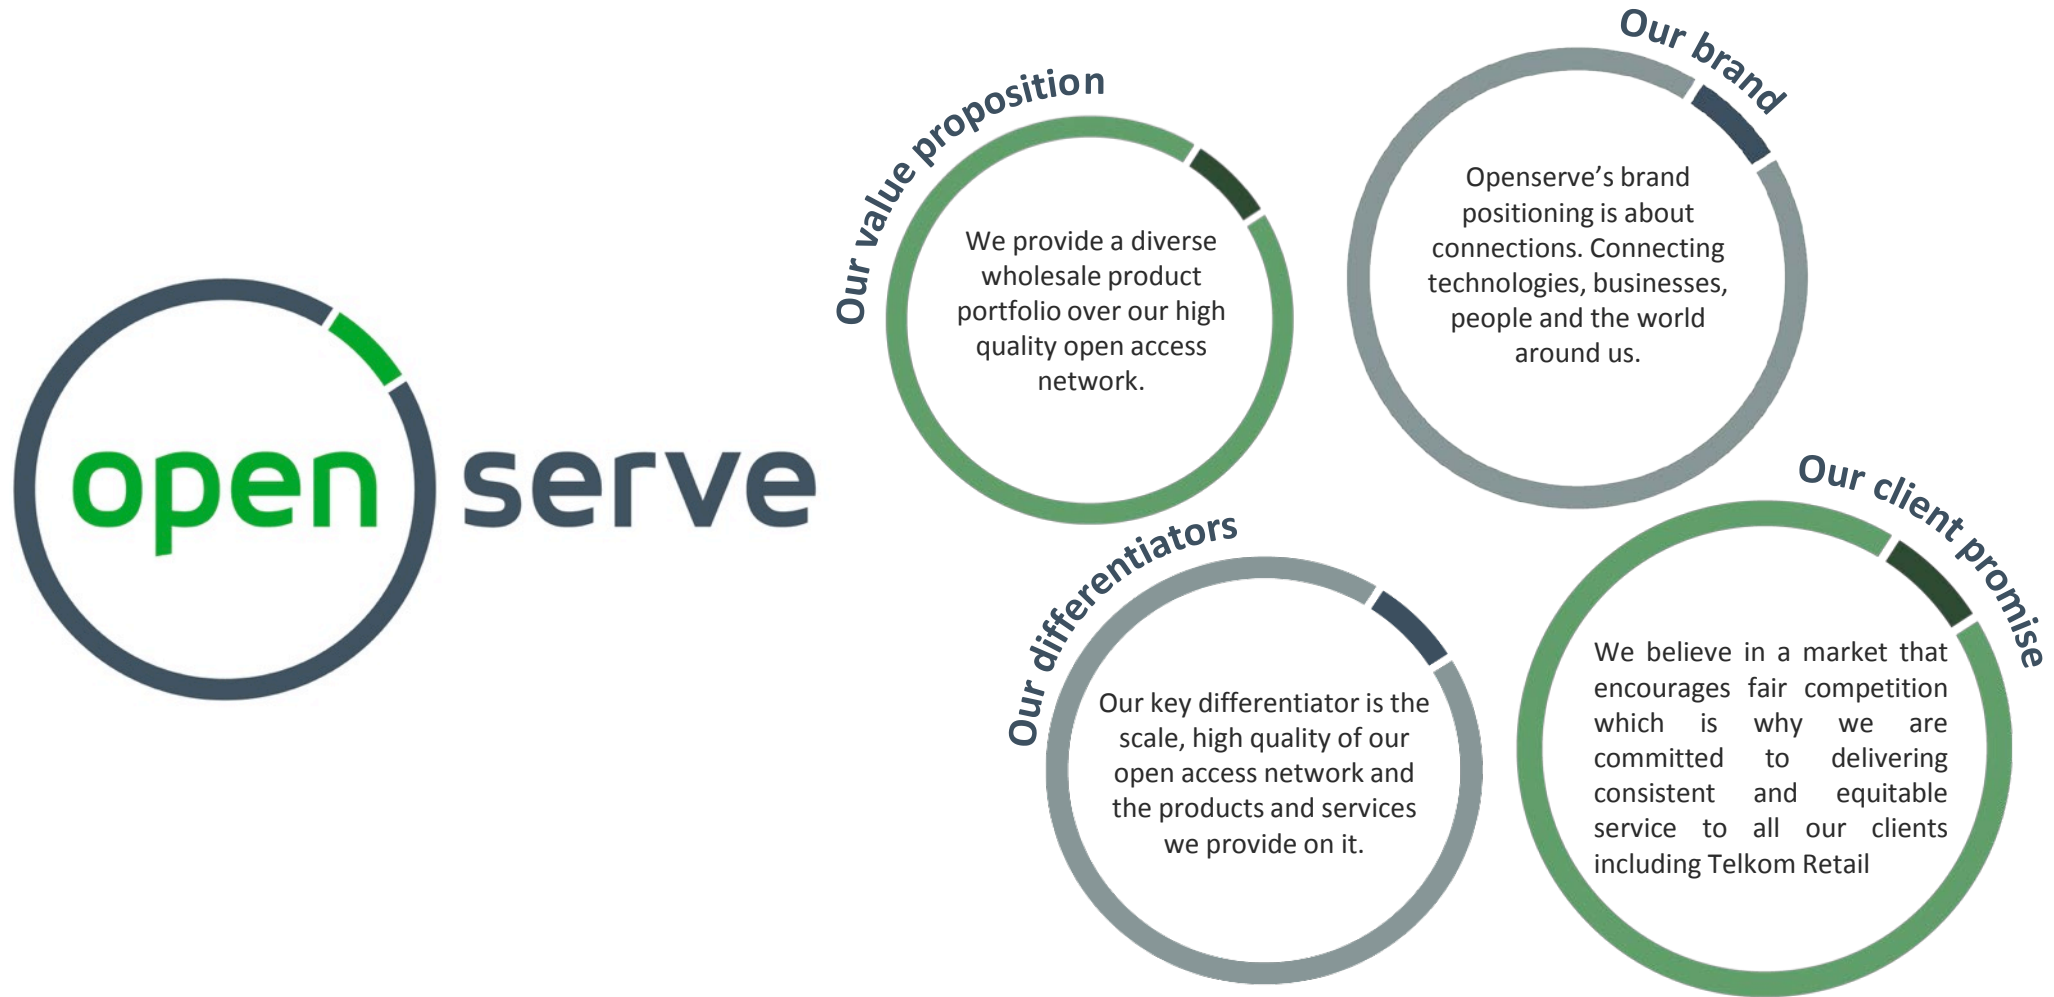 open serve
Our value proposition
We provide a diverse
wholesale product
portfolio over our high
quality open access
network.
Our brand
Openserve’s brand
positioning is about
connections. Connecting
technologies, businesses,
people and the world
around us.
Our differentiators
Our key differentiator is the
scale, high quality of our
open access network and
the products and services
we provide on it.
Our client promise
We believe in a market that
encourages fair competition
which is why we are
committed to delivering
consistent and equitable
service to all our clients
including Telkom Retail